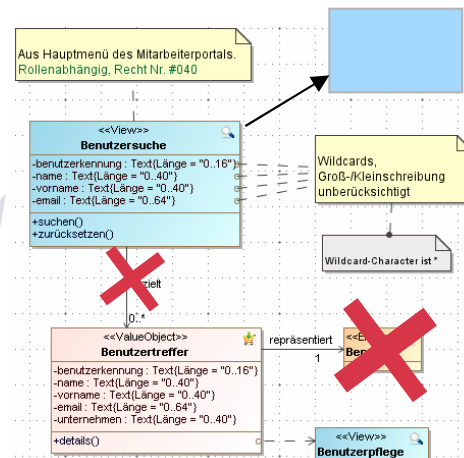 Aus Hauptmenü des Mitarbeiterportals.
Rollenabhängig, Recht Nr. #040
<<View>>
Benutzersuche
-benutzerkennung : Text{Länge = "0..16"}
-name : Text{Länge = "0..40"}
-vorname : Text{Länge = "0..40"}
-email : Text{Länge = "0..64"}
+suchen()
+zurücksetzen()
Wildcards,
Groß-/Kleinschreibung
unberücksichtigt
Wildcard-Character ist *
0..*
<<ValueObject>>
Benutzertreffer
-benutzerkennung : Text{Länge = "0..16"}
-name : Text{Länge = "0..40"}
-vorname : Text{Länge = "0..40"}
-email : Text{Länge = "0..64"}
-unternehmen : Text{Länge = "0..40"}
+details()
repräsentiert
1
<<View>>
Benutzerpflege